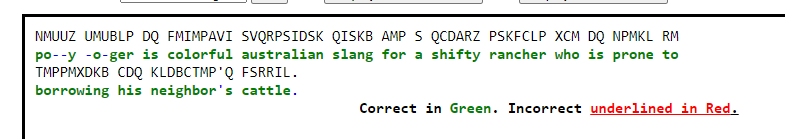 NMUUZ UMUBLP DQ FMIMPAVI SVQRPSIDSK QISKB AMP S QCDARZ PSKFCLP XCM DQ NPMKL RM
po--y -o-ger is colorful australian slang for a shifty rancher who is prone to
TMPPMXDKB CDQ KLDBCTMP'Q FSRRIL.
borrowing his neighbor's cattle.
Correct in Green. Incorrect underlined in Red.